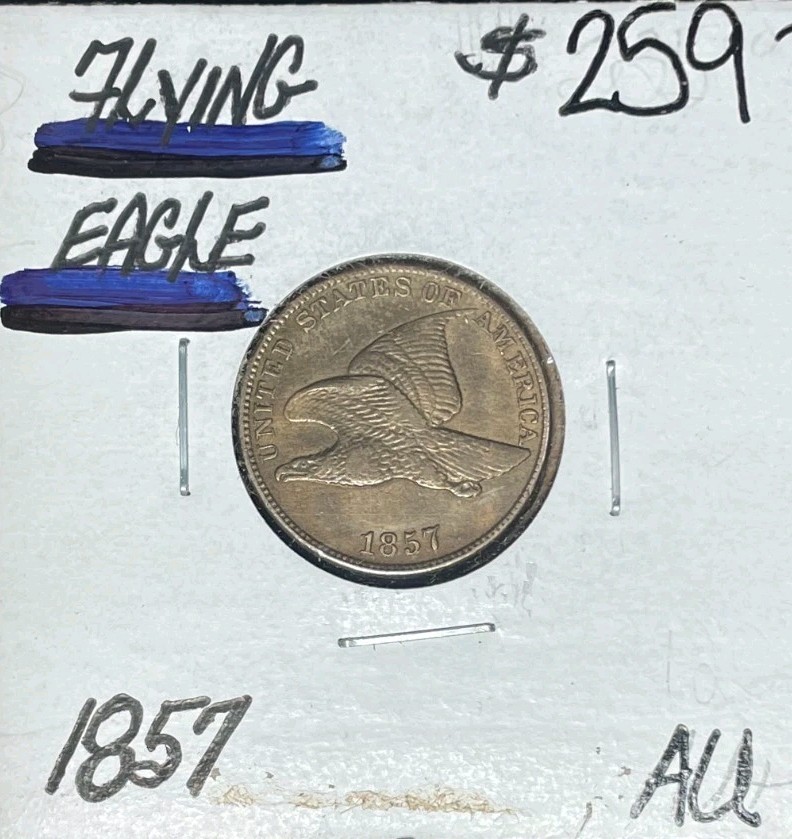 FLYING
$259
EAGLE
UNITED STATES OF AMERICA
1857
1857
AU